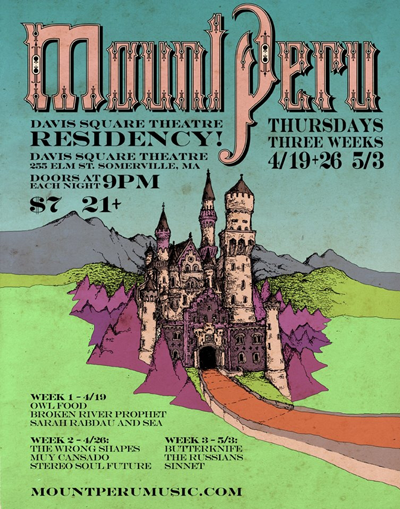 Mount Peru
DAVIS SQUARE THEATRE
RESIDENCY!
DAVIS SQUARE THEATRE
255 ELM ST. SOMERVILLE, MA
DOORS AT
EACH NIGHT 9PM
$7 21+
THURSDAYS
THREE WEEKS
4/19+26 5/3
WEEK 1 - 4/19
OWL FOOD
BROKEN RIVER PROPHET
SARAH RABDAU AND SEA
WEEK 2 - 4/26:
THE WRONG SHAPES
MUY CANSADO
STEREO SOUL FUTURE
WEEK 3 - 5/3:
BUTTERKNIFE
THE RUSSIANS
SINNET
MOUNTPERUMUSIC.COM